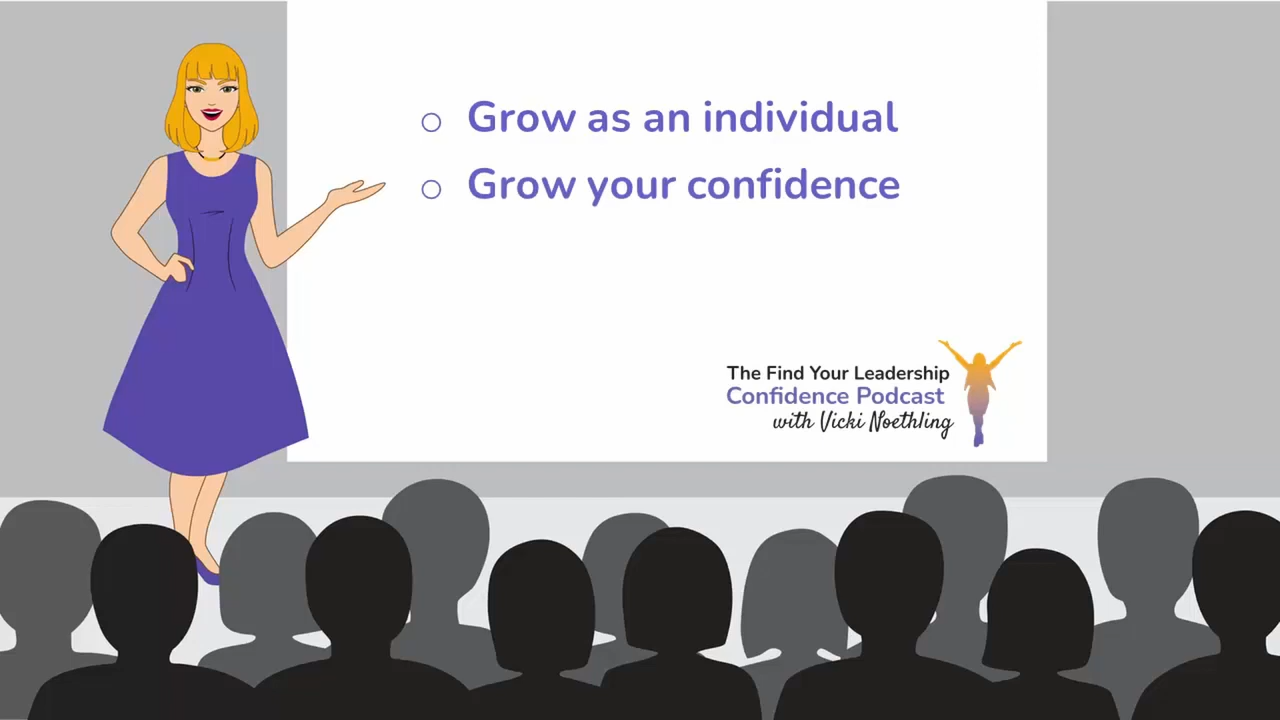 Grow as an individual
Grow your confidence
The Find Your Leadership
Confidence Podcast
with Vicki Noethling